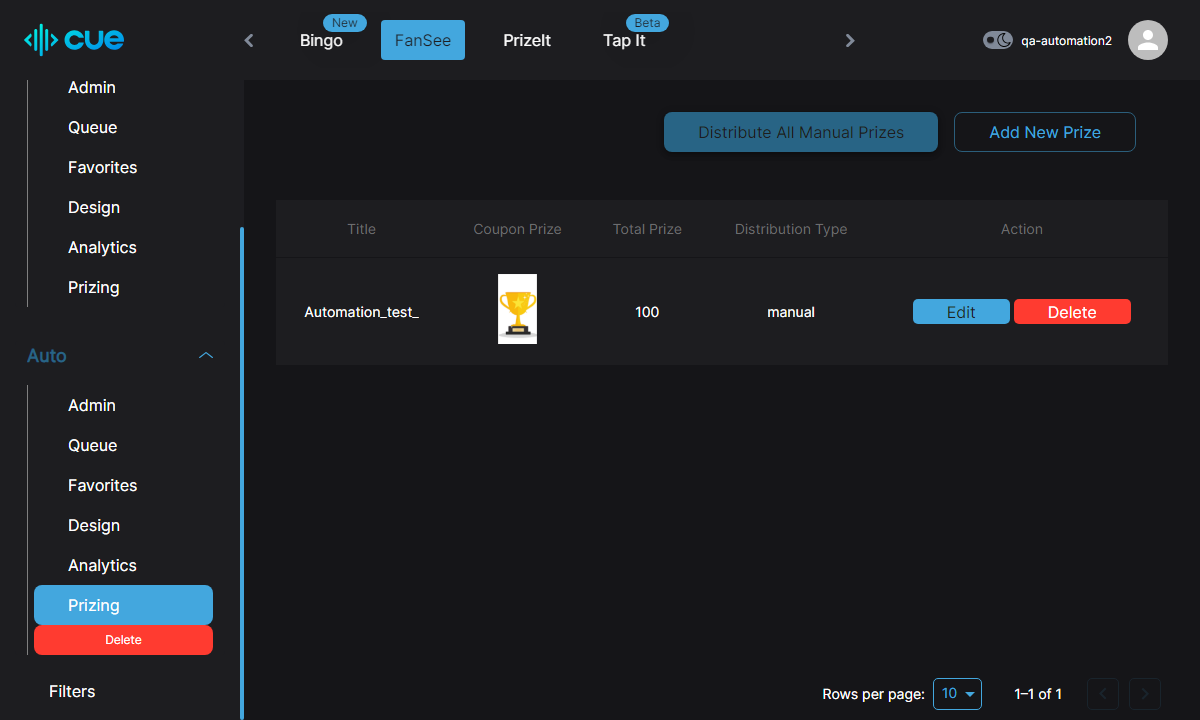 cue
New
Bingo
FanSee
PrizeIt
Beta
Tap It
qa-automation2
Admin
Queue
Favorites
Design
Analytics
Prizing
Auto
Admin
Queue
Favorites
Design
Analytics
Prizing
Delete
Filters
Distribute All Manual Prizes
Add New Prize
Title Coupon Prize Total Prize Distribution Type Action
Automation_test_ 100 manual Edit Delete
Rows per page: 10 1–1 of 1